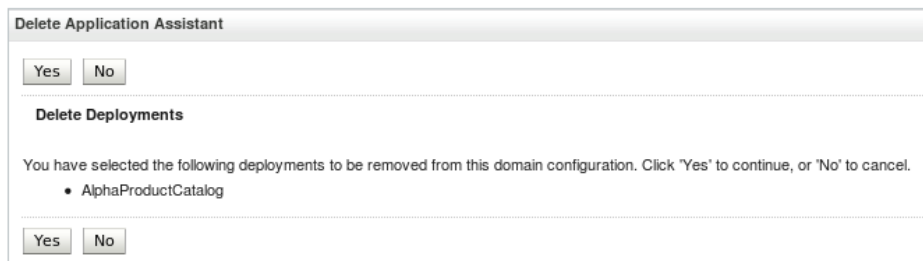 Delete Application Assistant
Yes No
Delete Deployments
You have selected the following deployments to be removed from this domain configuration. Click 'Yes' to continue, or 'No' to cancel.
• AlphaProductCatalog
Yes No